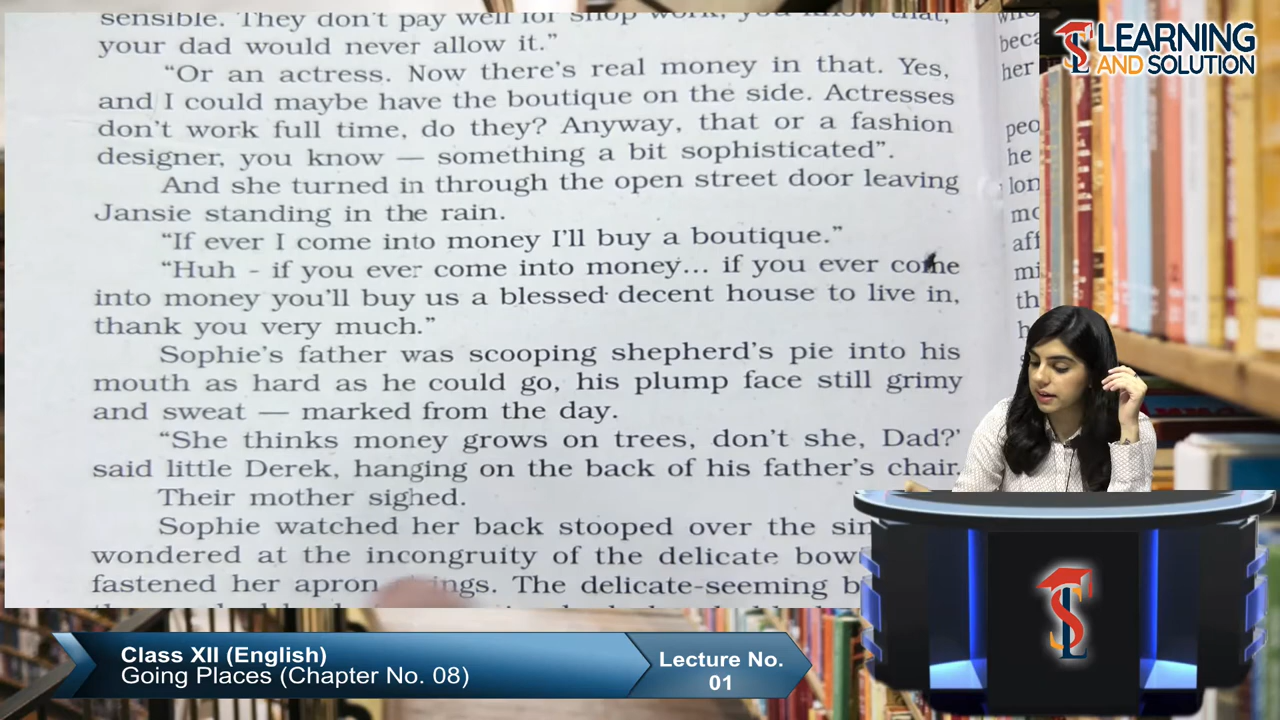 sensible. They don't pay well for shop work, you know that,
your dad would never allow it."
"Or an actress. Now there's real money in that. Yes,
and I could maybe have the boutique on the side. Actresses
don't work full time, do they? Anyway, that or a fashion
designer, you know — something a bit sophisticated".
And she turned in through the open street door leaving
Jansie standing in the rain.
"If ever I come into money I'll buy a boutique."
"Huh - if you ever come into money... if you ever come
into money you'll buy us a blessed decent house to live in,
thank you very much."
Sophie's father was scooping shepherd's pie into his
mouth as hard as he could go, his plump face still grimy
and sweat — marked from the day.
"She thinks money grows on trees, don't she, Dad?'
said little Derek, hanging on the back of his father's chair.
Their mother sighed.
Sophie watched her back stooped over the
wondered at the incongruity of the delicate
fastened her apron The delicate-seeming
her
he
LEARNING
AND SOLUTION
Class XII (English)
Going Places (Chapter No. 08)
Lecture No.
01